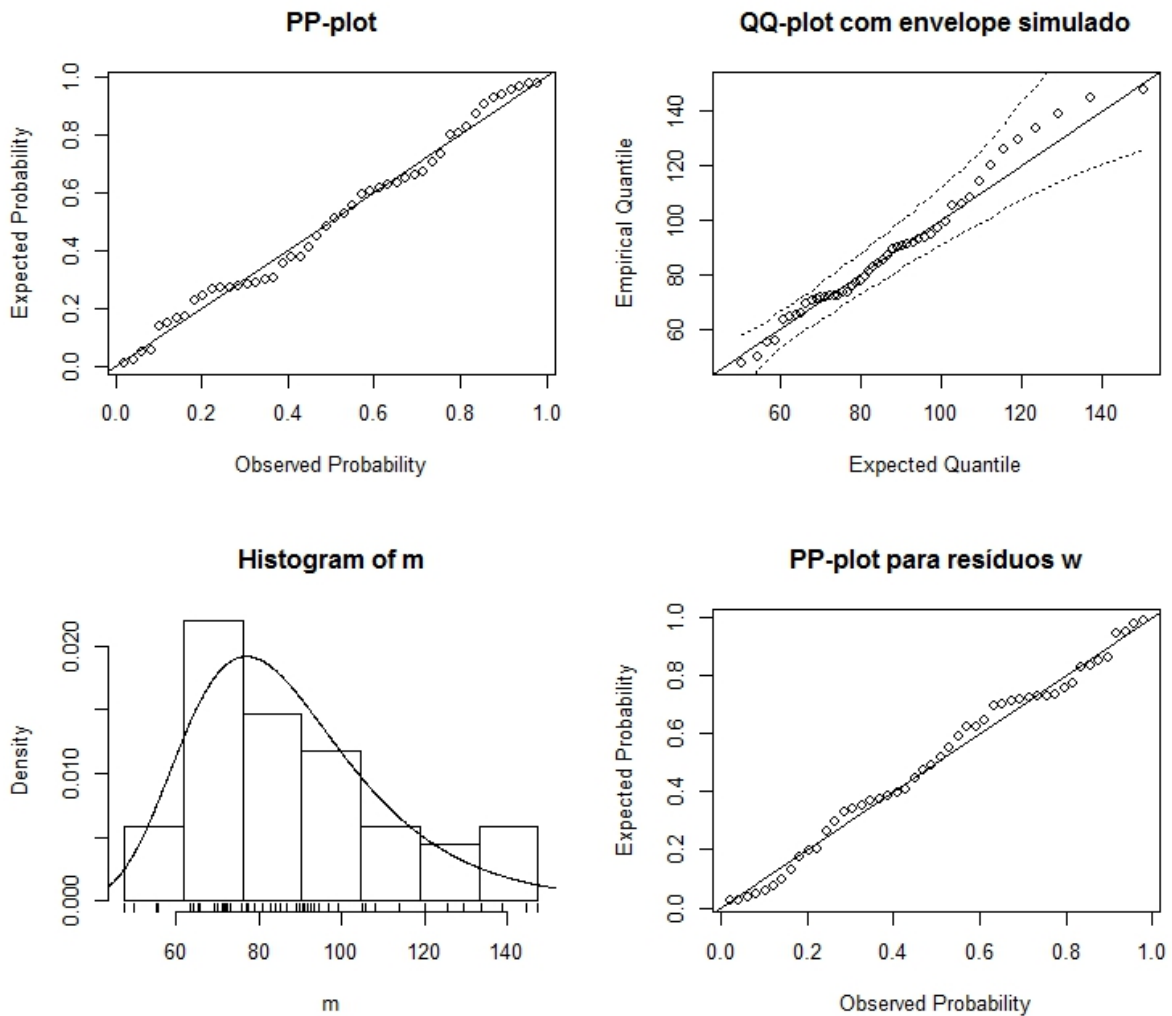 PP-plot
Expected Probability
0.0 0.2 0.4 0.6 0.8 1.0
0.0 0.2 0.4 0.6 0.8 1.0
Observed Probability
QQ-plot com envelope simulado
Empirical Quantile
60 80 100 120 140
60 80 100 120 140
Expected Quantile
Histogram of m
Density
0.000 0.010 0.020
60 80 100 120 140
m
PP-plot para resíduos w
Expected Probability
0.0 0.2 0.4 0.6 0.8 1.0
0.0 0.2 0.4 0.6 0.8 1.0
Observed Probability